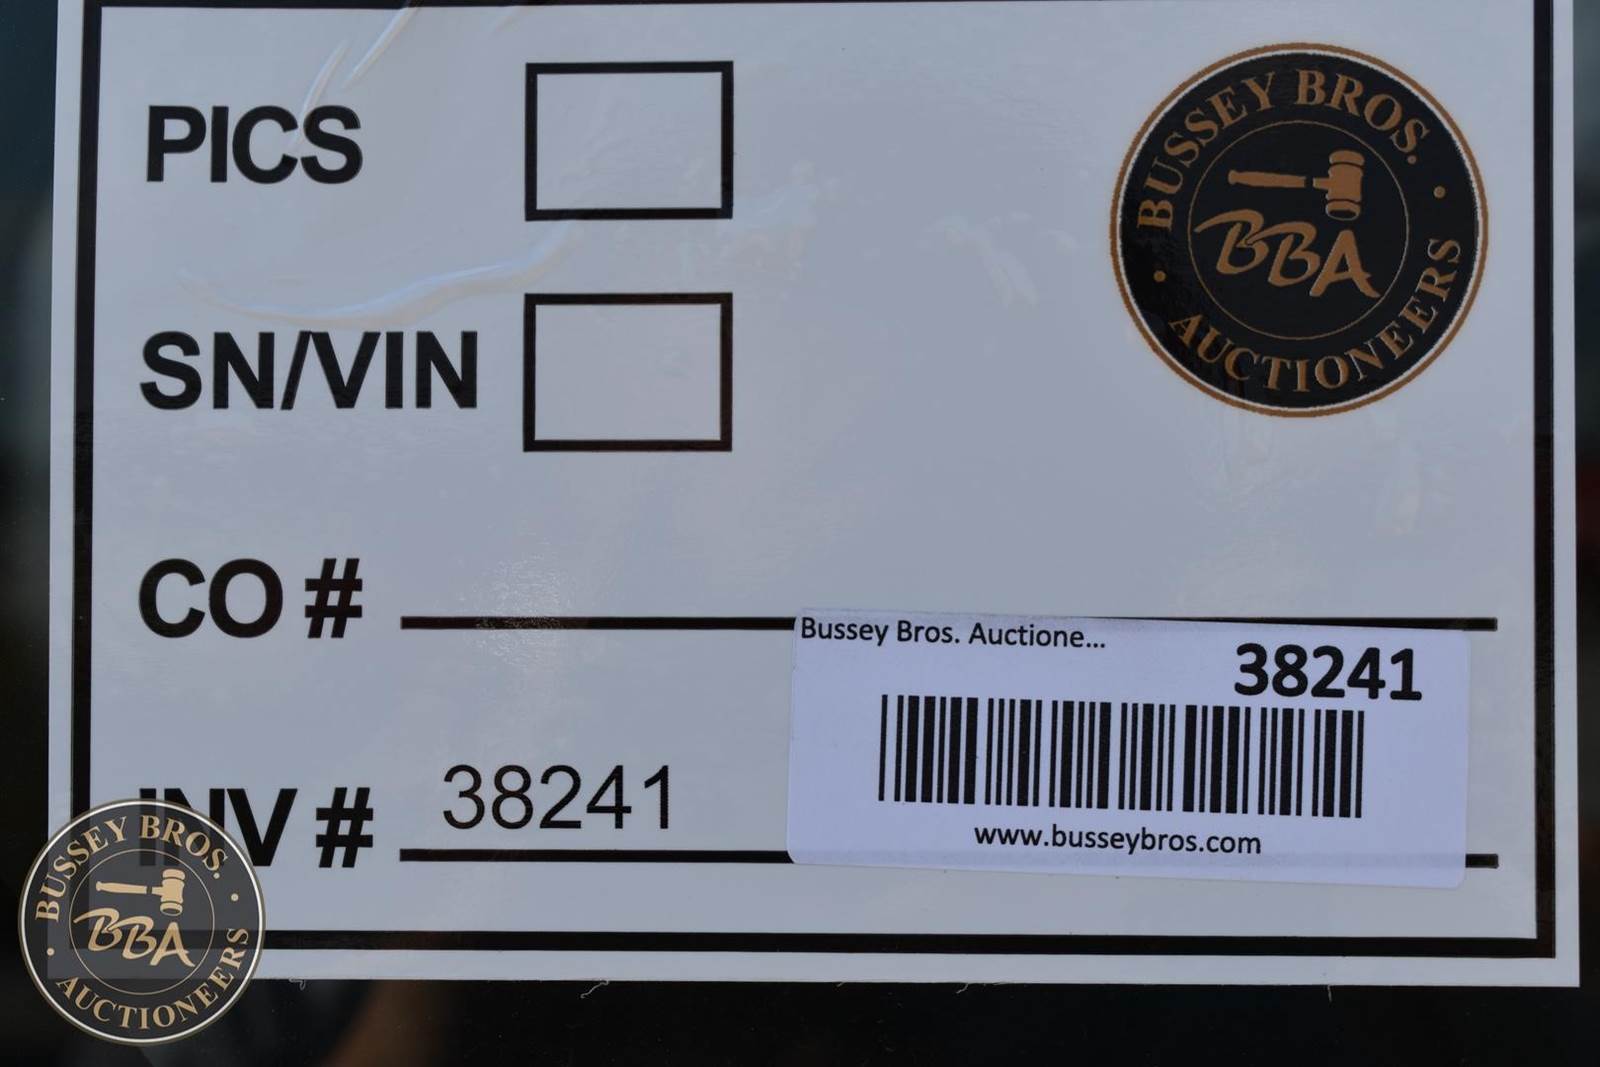 PICS
BUSSEY BROS.
BBA
AUCTIONEERS
SN/VIN
CO #
Bussey Bros. Auctione...
38241
INV # 38241
www.busseybros.com
BUSSEY BROS.
BBA
AUCTIONEERS